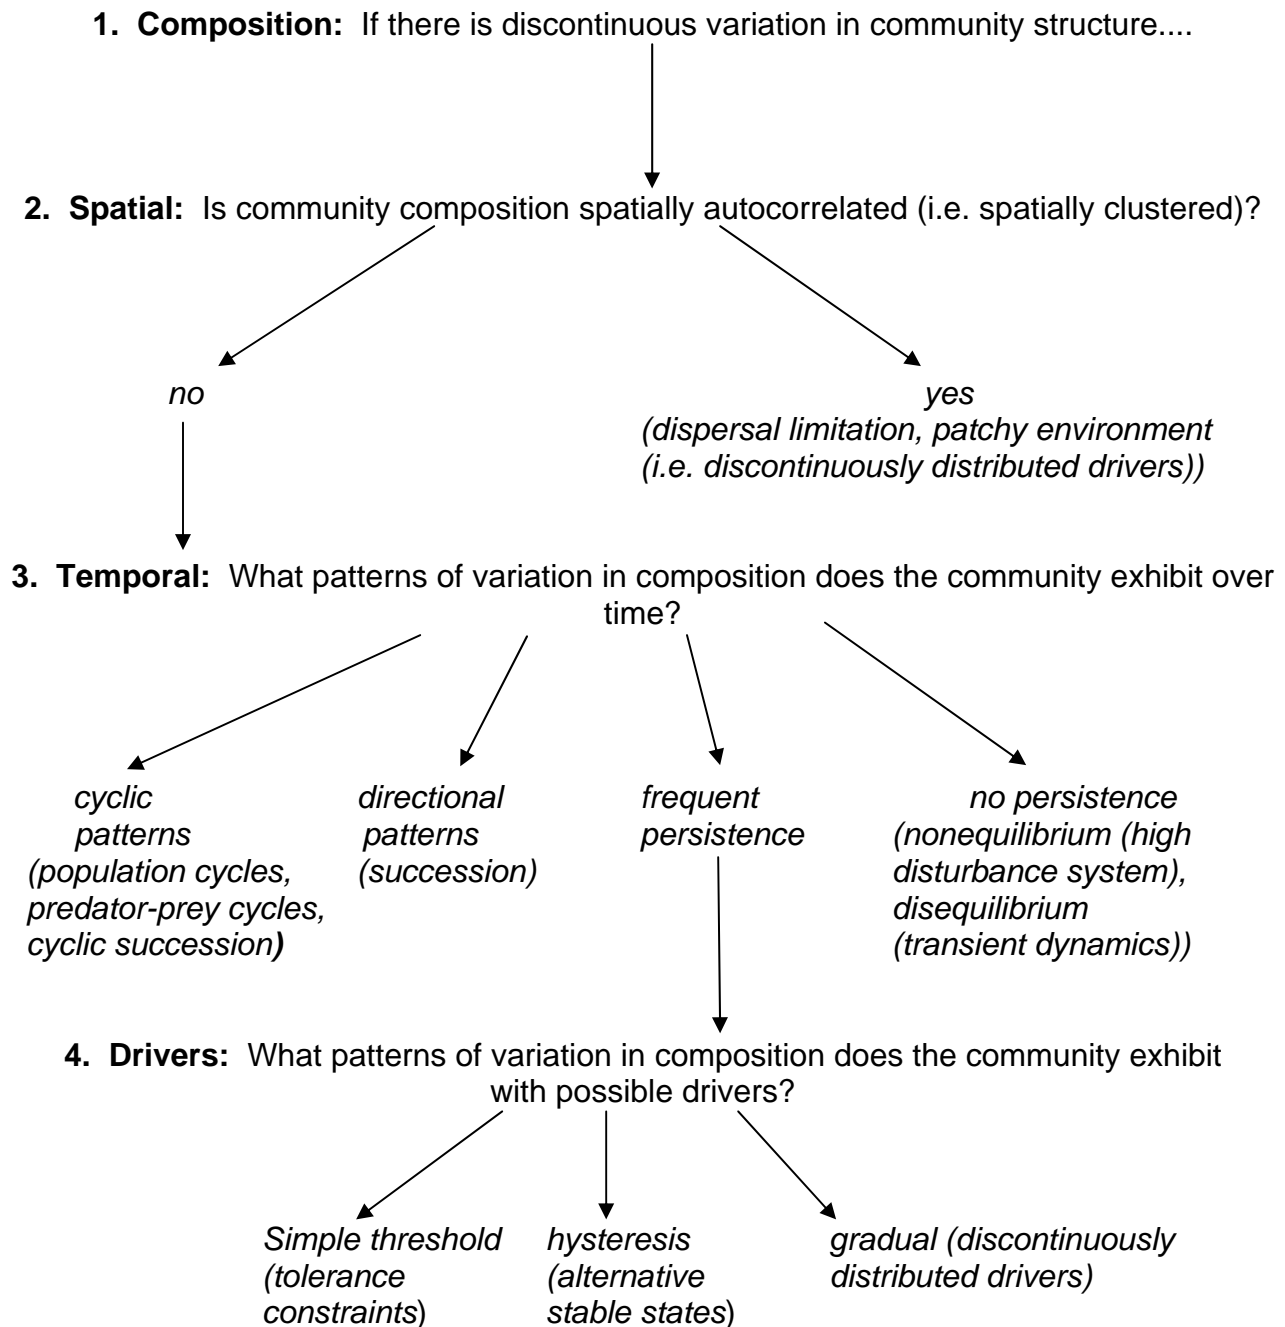 1. Composition: If there is discontinuous variation in community structure....
2. Spatial: Is community composition spatially autocorrelated (i.e. spatially clustered)?
no
yes
(dispersal limitation, patchy environment
(i.e. discontinuously distributed drivers))
3. Temporal: What patterns of variation in composition does the community exhibit over
time?
cyclic
patterns
(population cycles,
predator-prey cycles,
cyclic succession)
directional
patterns
(succession)
frequent
persistence
no persistence
(nonequilibrium (high
disturbance system),
disequilibrium
(transient dynamics))
4. Drivers: What patterns of variation in composition does the community exhibit
with possible drivers?
Simple threshold
(tolerance
constraints)
hysteresis
(alternative
stable states)
gradual (discontinuously
distributed drivers)